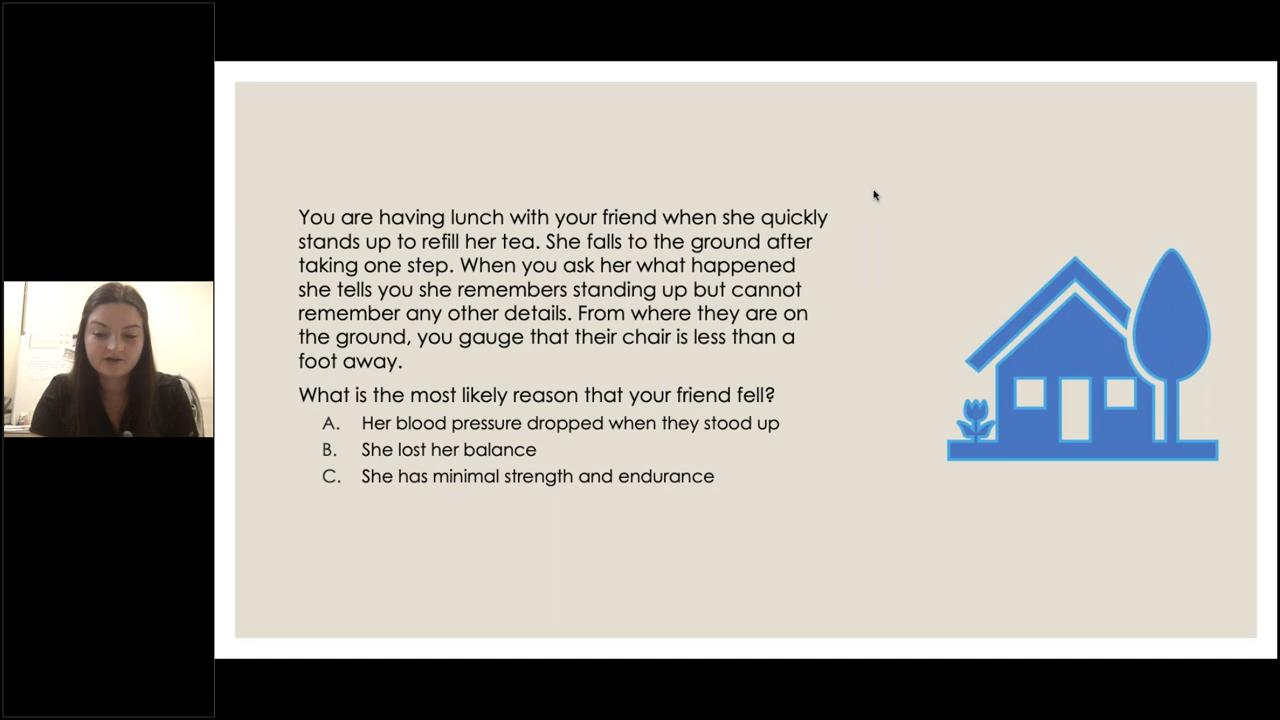 You are having lunch with your friend when she quickly
stands up to refill her tea. She falls to the ground after
taking one step. When you ask her what happened
she tells you she remembers standing up but cannot
remember any other details. From where they are on
the ground, you gauge that their chair is less than a
foot away.
What is the most likely reason that your friend fell?
A. Her blood pressure dropped when they stood up
B. She lost her balance
C. She has minimal strength and endurance